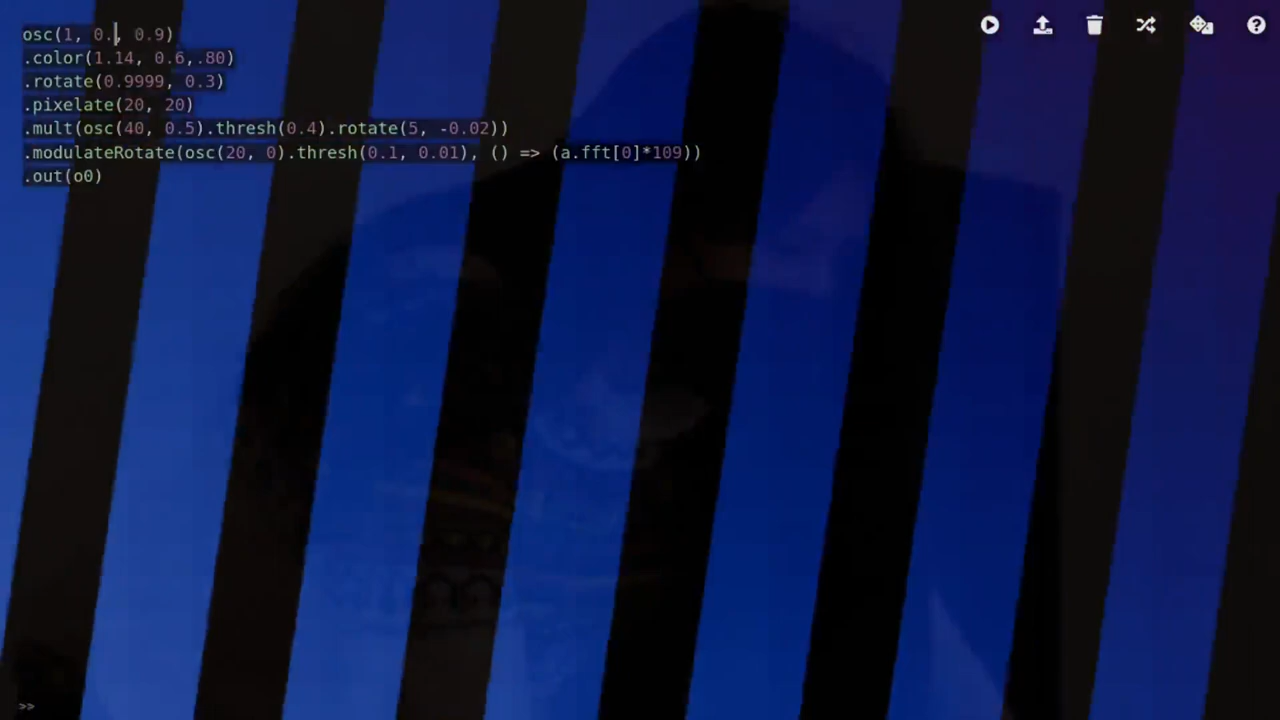 osc(1, 0., 0.9)
.color(1.14, 0.6,.80)
.rotate(0.9999, 0.3)
.pixelate(20, 20)
.mult(osc(40, 0.5).thresh(0.4).rotate(5, -0.02))
.modulateRotate(osc(20, 0).thresh(0.1, 0.01), () => (a.fft[0]*109))
.out(o0)
>>